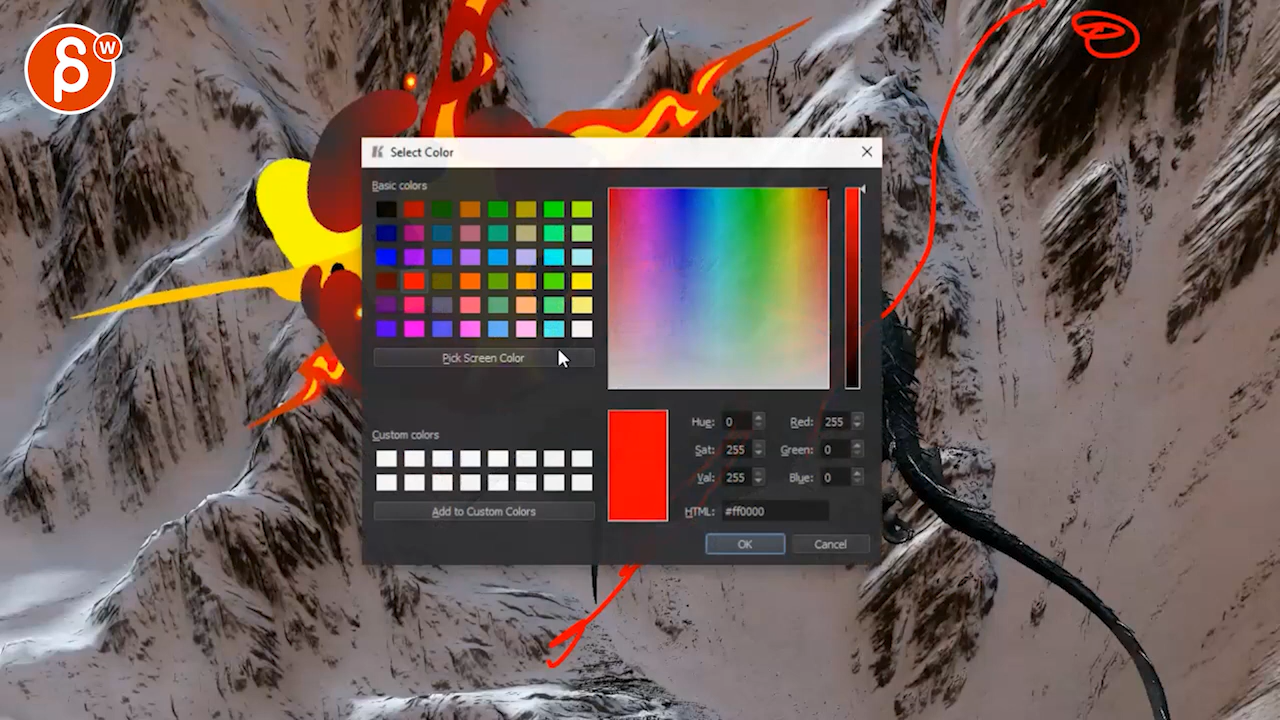 W
Select Color
Basic colors
Pick Screen Color
Custom colors
Add to Custom Colors
Hue: 0 Red: 255
Sat: 255 Green: 0
Val: 255 Blue: 0
HTML: #ff0000
OK Cancel